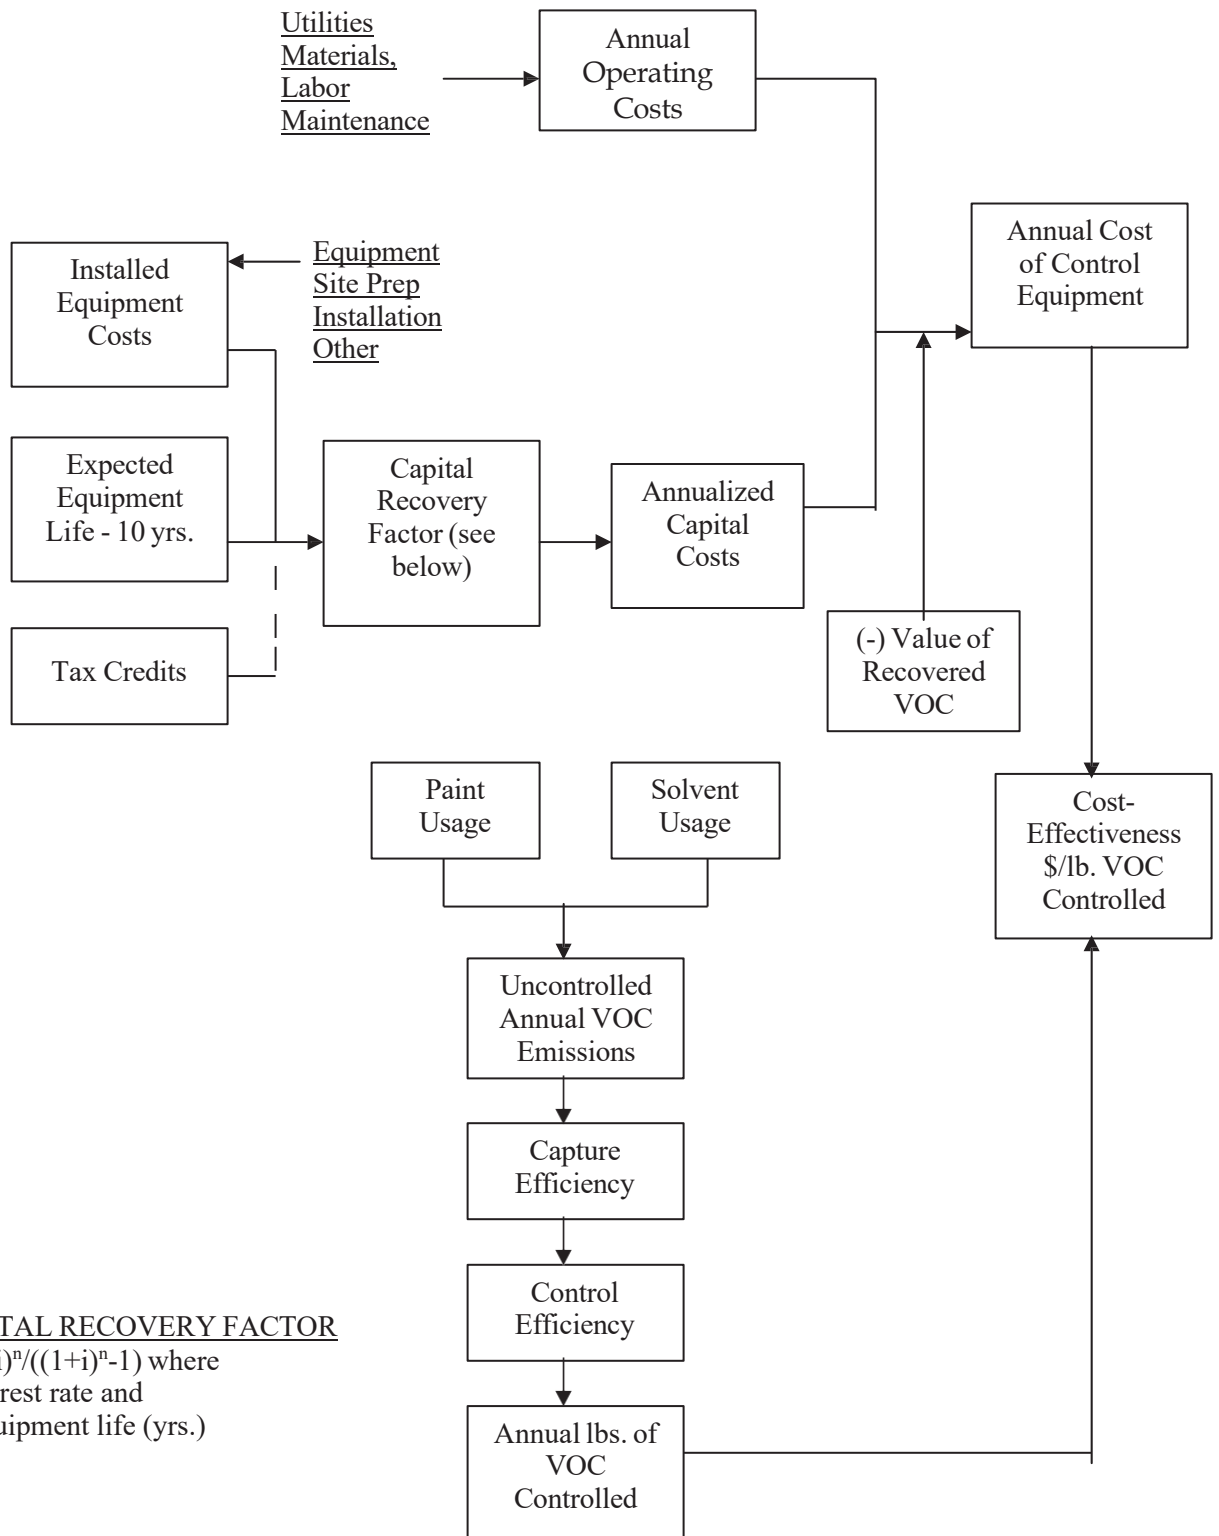 Utilities
Materials,
Labor
Maintenance
Annual
Operating
Costs
Annual Cost
of Control
Equipment
Installed
Equipment
Costs
Equipment
Site Prep
Installation
Other
Expected
Equipment
Life - 10 yrs.
Capital
Recovery
Factor (see
below)
Annualized
Capital
Costs
Tax Credits
(-) Value of
Recovered
VOC
Paint
Usage
Solvent
Usage
Cost-
Effectiveness
$/lb. VOC
Controlled
Uncontrolled
Annual VOC
Emissions
Capture
Efficiency
Control
Efficiency
TAL RECOVERY FACTOR
i)ⁿ/((1+i)ⁿ-1) where
rest rate and
uipment life (yrs.)
Annual lbs. of
VOC
Controlled